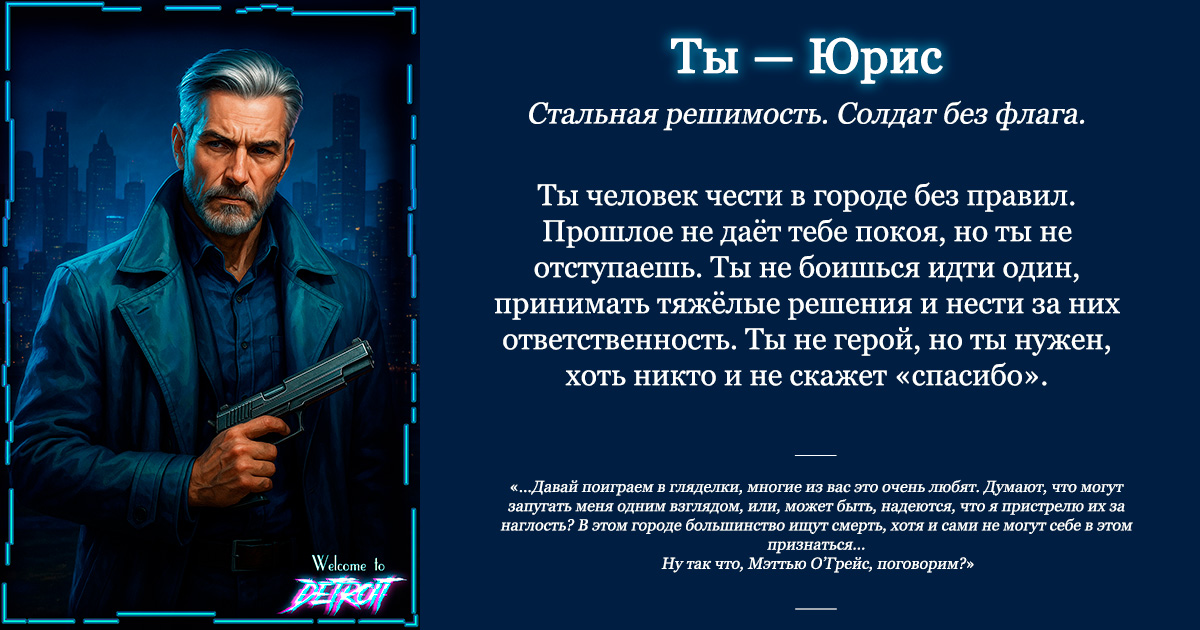 Ты — Юрис
Стальная решимость. Солдат без флага.
Ты человек чести в городе без правил.
Прошлое не даёт тебе покоя, но ты не
отступаешь. Ты не боишься идти один,
принимать тяжёлые решения и нести за них
ответственность. Ты не герой, но ты нужен,
хоть никто и не скажет «спасибо».
«...Давай поиграем в гляделки, многие из вас это очень любят. Думают, что могут
запугать меня одним взглядом, или, может быть, надеются, что я пристрелю их за
наглость? В этом городе большинство ищут смерть, хотя и сами не могут себе в этом
признаться...
Ну так что, Мэттью О’Грейс, поговорим?»
Welcome to
DETROIT